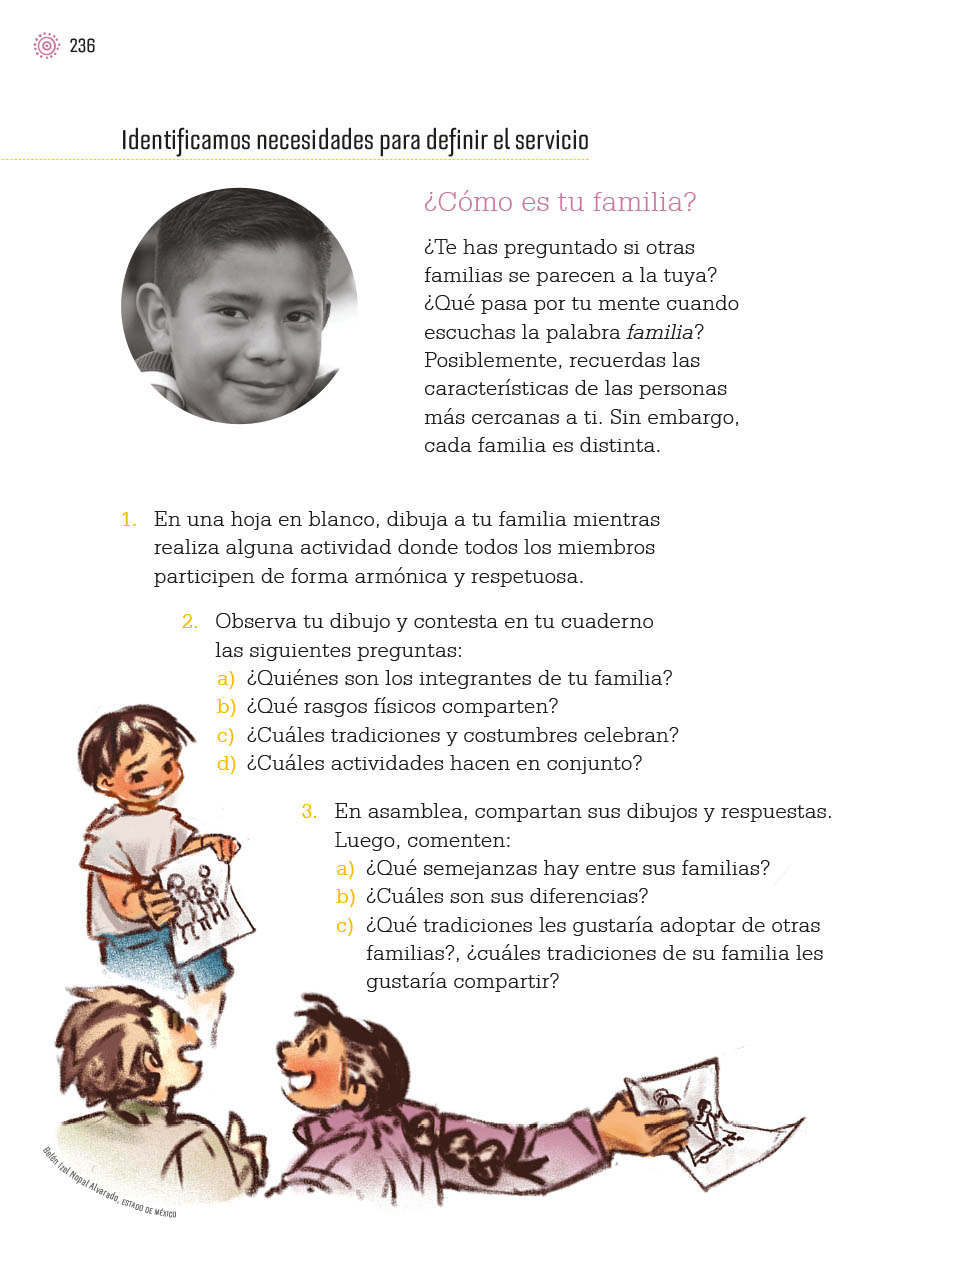 236
Identificamos necesidades para definir el servicio
¿Cómo es tu familia?
¿Te has preguntado si otras
familias se parecen a la tuya?
¿Qué pasa por tu mente cuando
escuchas la palabra familia?
Posiblemente, recuerdas las
características de las personas
más cercanas a ti. Sin embargo,
cada familia es distinta.
1. En una hoja en blanco, dibuja a tu familia mientras
realiza alguna actividad donde todos los miembros
participen de forma armónica y respetuosa.
2. Observa tu dibujo y contesta en tu cuaderno
las siguientes preguntas:
a) ¿Quiénes son los integrantes de tu familia?
b) ¿Qué rasgos físicos comparten?
c) ¿Cuáles tradiciones y costumbres celebran?
d) ¿Cuáles actividades hacen en conjunto?
3. En asamblea, compartan sus dibujos y respuestas.
Luego, comenten:
a) ¿Qué semejanzas hay entre sus familias?
b) ¿Cuáles son sus diferencias?
c) ¿Qué tradiciones les gustaría adoptar de otras
familias?, ¿cuáles tradiciones de su familia les
gustaría compartir?
Belén Izel Nopal Alvarado, ESTADO DE MÉXICO